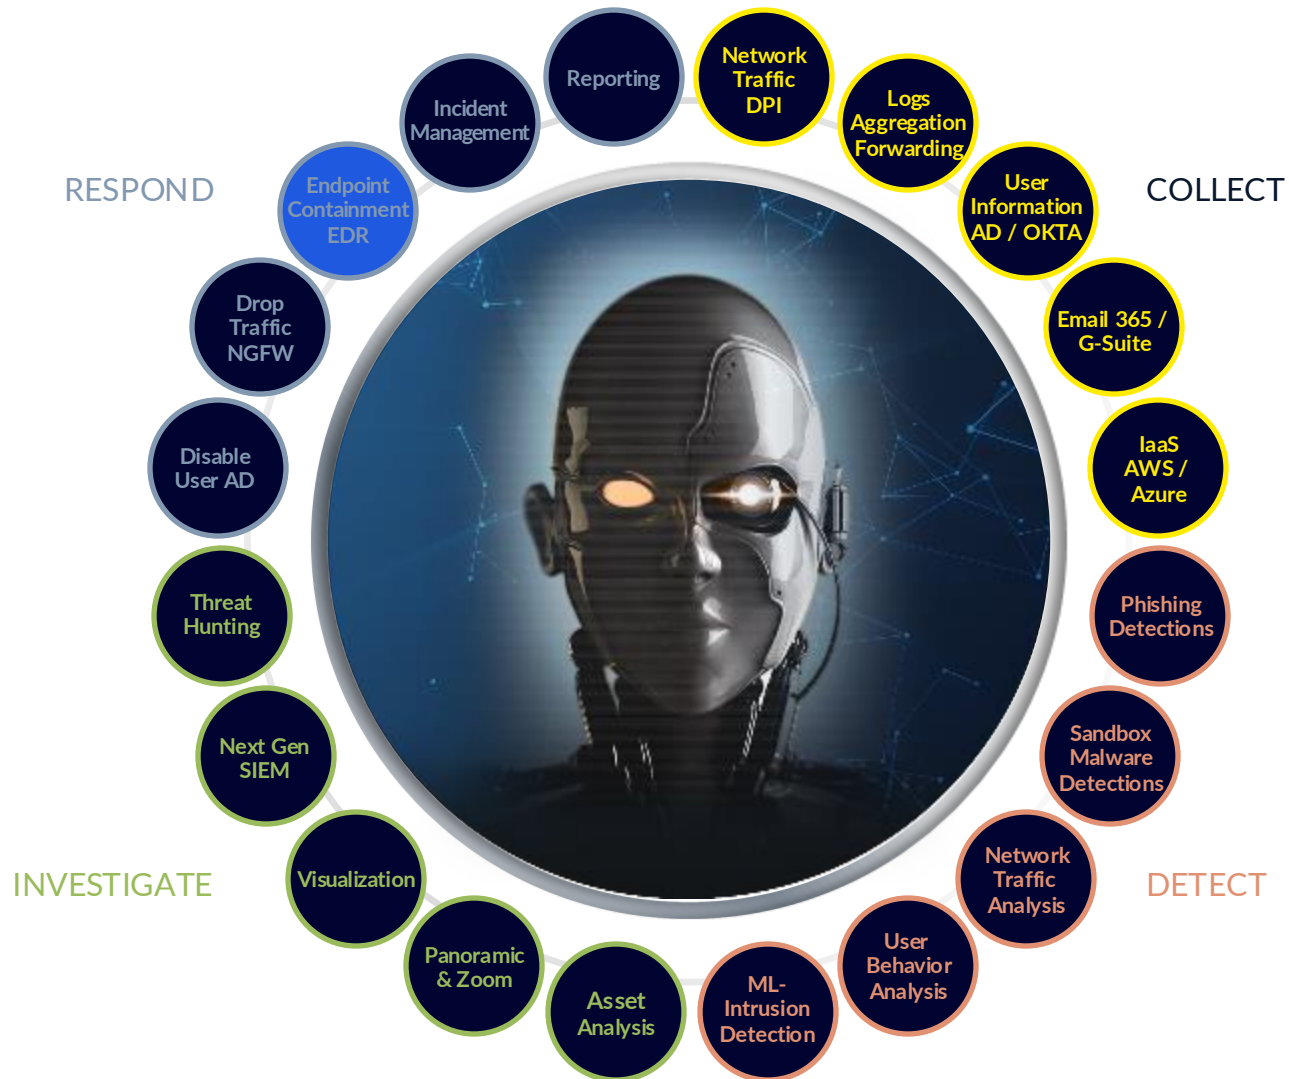 Reporting
Network
Traffic
DPI
Logs
Aggregation
Forwarding
User
Information
AD / OKTA
COLLECT
Email 365 /
G-Suite
IaaS
AWS /
Azure
Phishing
Detections
Sandbox
Malware
Detections
Network
Traffic
Analysis
DETECT
User
Behavior
Analysis
ML-
Intrusion
Detection
Asset
Analysis
Panoramic
& Zoom
Visualization
INVESTIGATE
Next Gen
SIEM
Threat
Hunting
Disable
User AD
Drop
Traffic
NGFW
RESPOND
Endpoint
Containment
EDR
Incident
Management